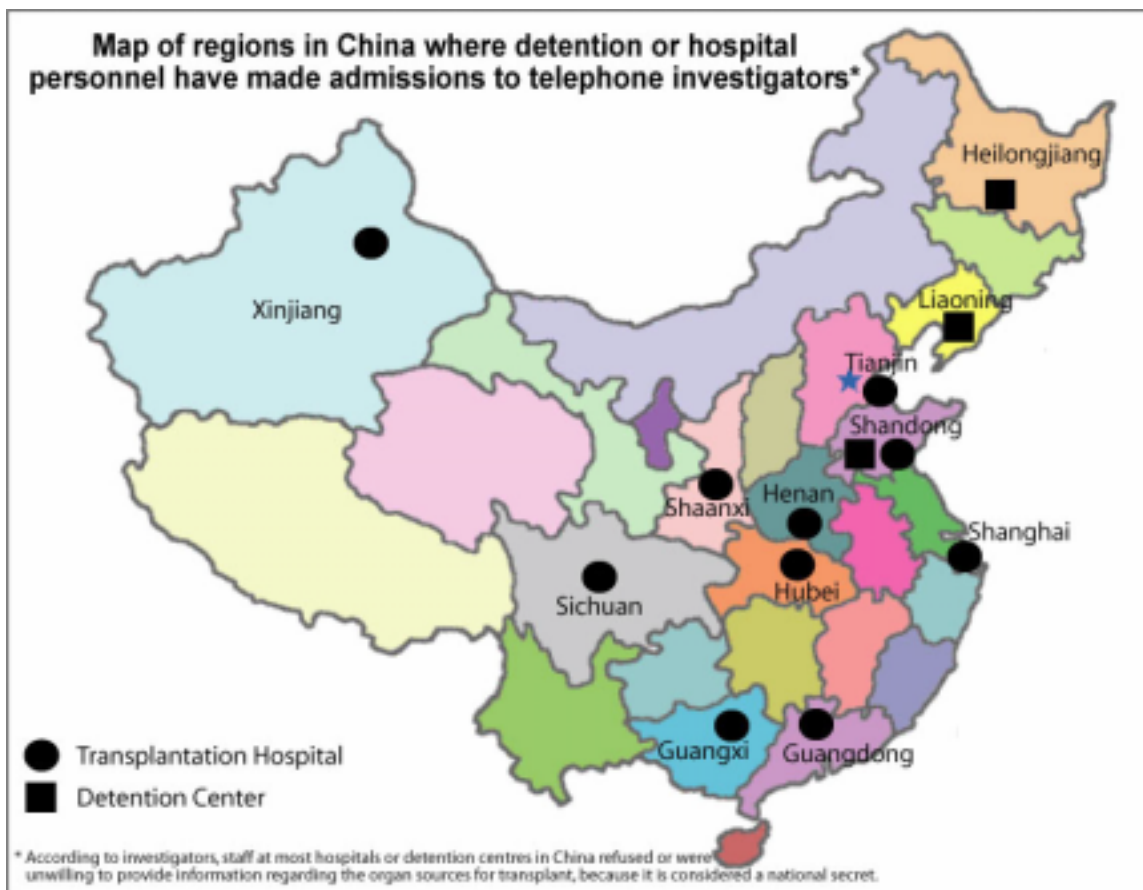 Map of regions in China where detention or hospital
personnel have made admissions to telephone investigators*
Heilongjiang
Xinjiang
Liaoning
Tianjin
Shandong
Shaanxi
Henan
Shanghai
Sichuan
Hubei
Guangxi
Guangdong
Transplantation Hospital
Detention Center
* According to investigators, staff at most hospitals or detention centres in China refused or were
unwilling to provide information regarding the organ sources for transplant, because it is considered a national secret.